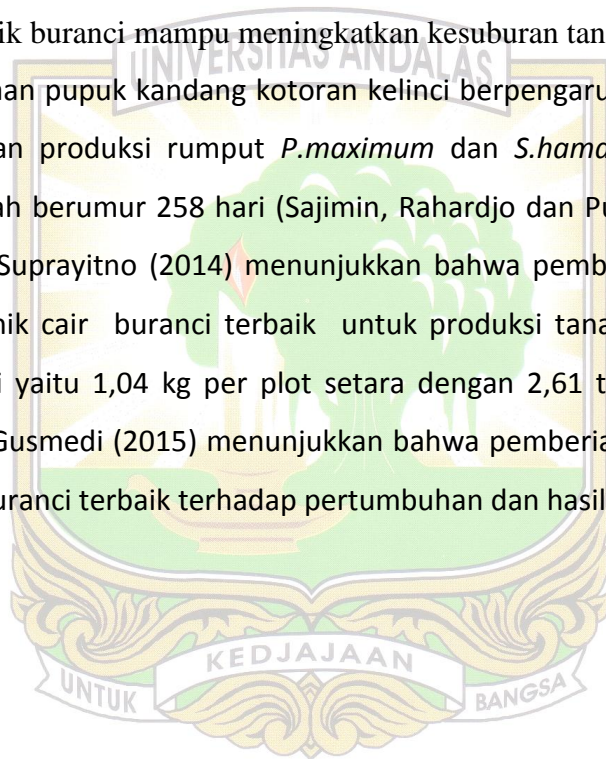 ik buranci mampu meningkatkan kesuburan tan
UNIVERSITAS ANDALAS
an pupuk kandang kotoran kelinci berpengaru
an produksi rumput P.maximum dan S.hama
ah berumur 258 hari (Sajimin, Rahardjo dan Pu
Suprayitno (2014) menunjukkan bahwa pemb
nik cair buranci terbaik untuk produksi tana
i yaitu 1,04 kg per plot setara dengan 2,61 t
Gusmedi (2015) menunjukkan bahwa pemberia
uranci terbaik terhadap pertumbuhan dan hasil
UNTUK KEDJAJAAN BANGSA